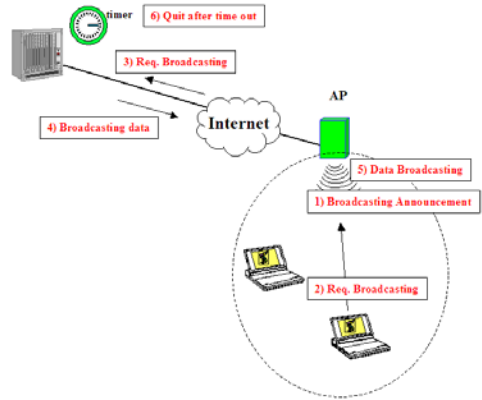 timer
6) Quit after time out
3) Req. Broadcasting
4) Broadcasting data
Internet
AP
5) Data Broadcasting
1) Broadcasting Announcement
2) Req. Broadcasting